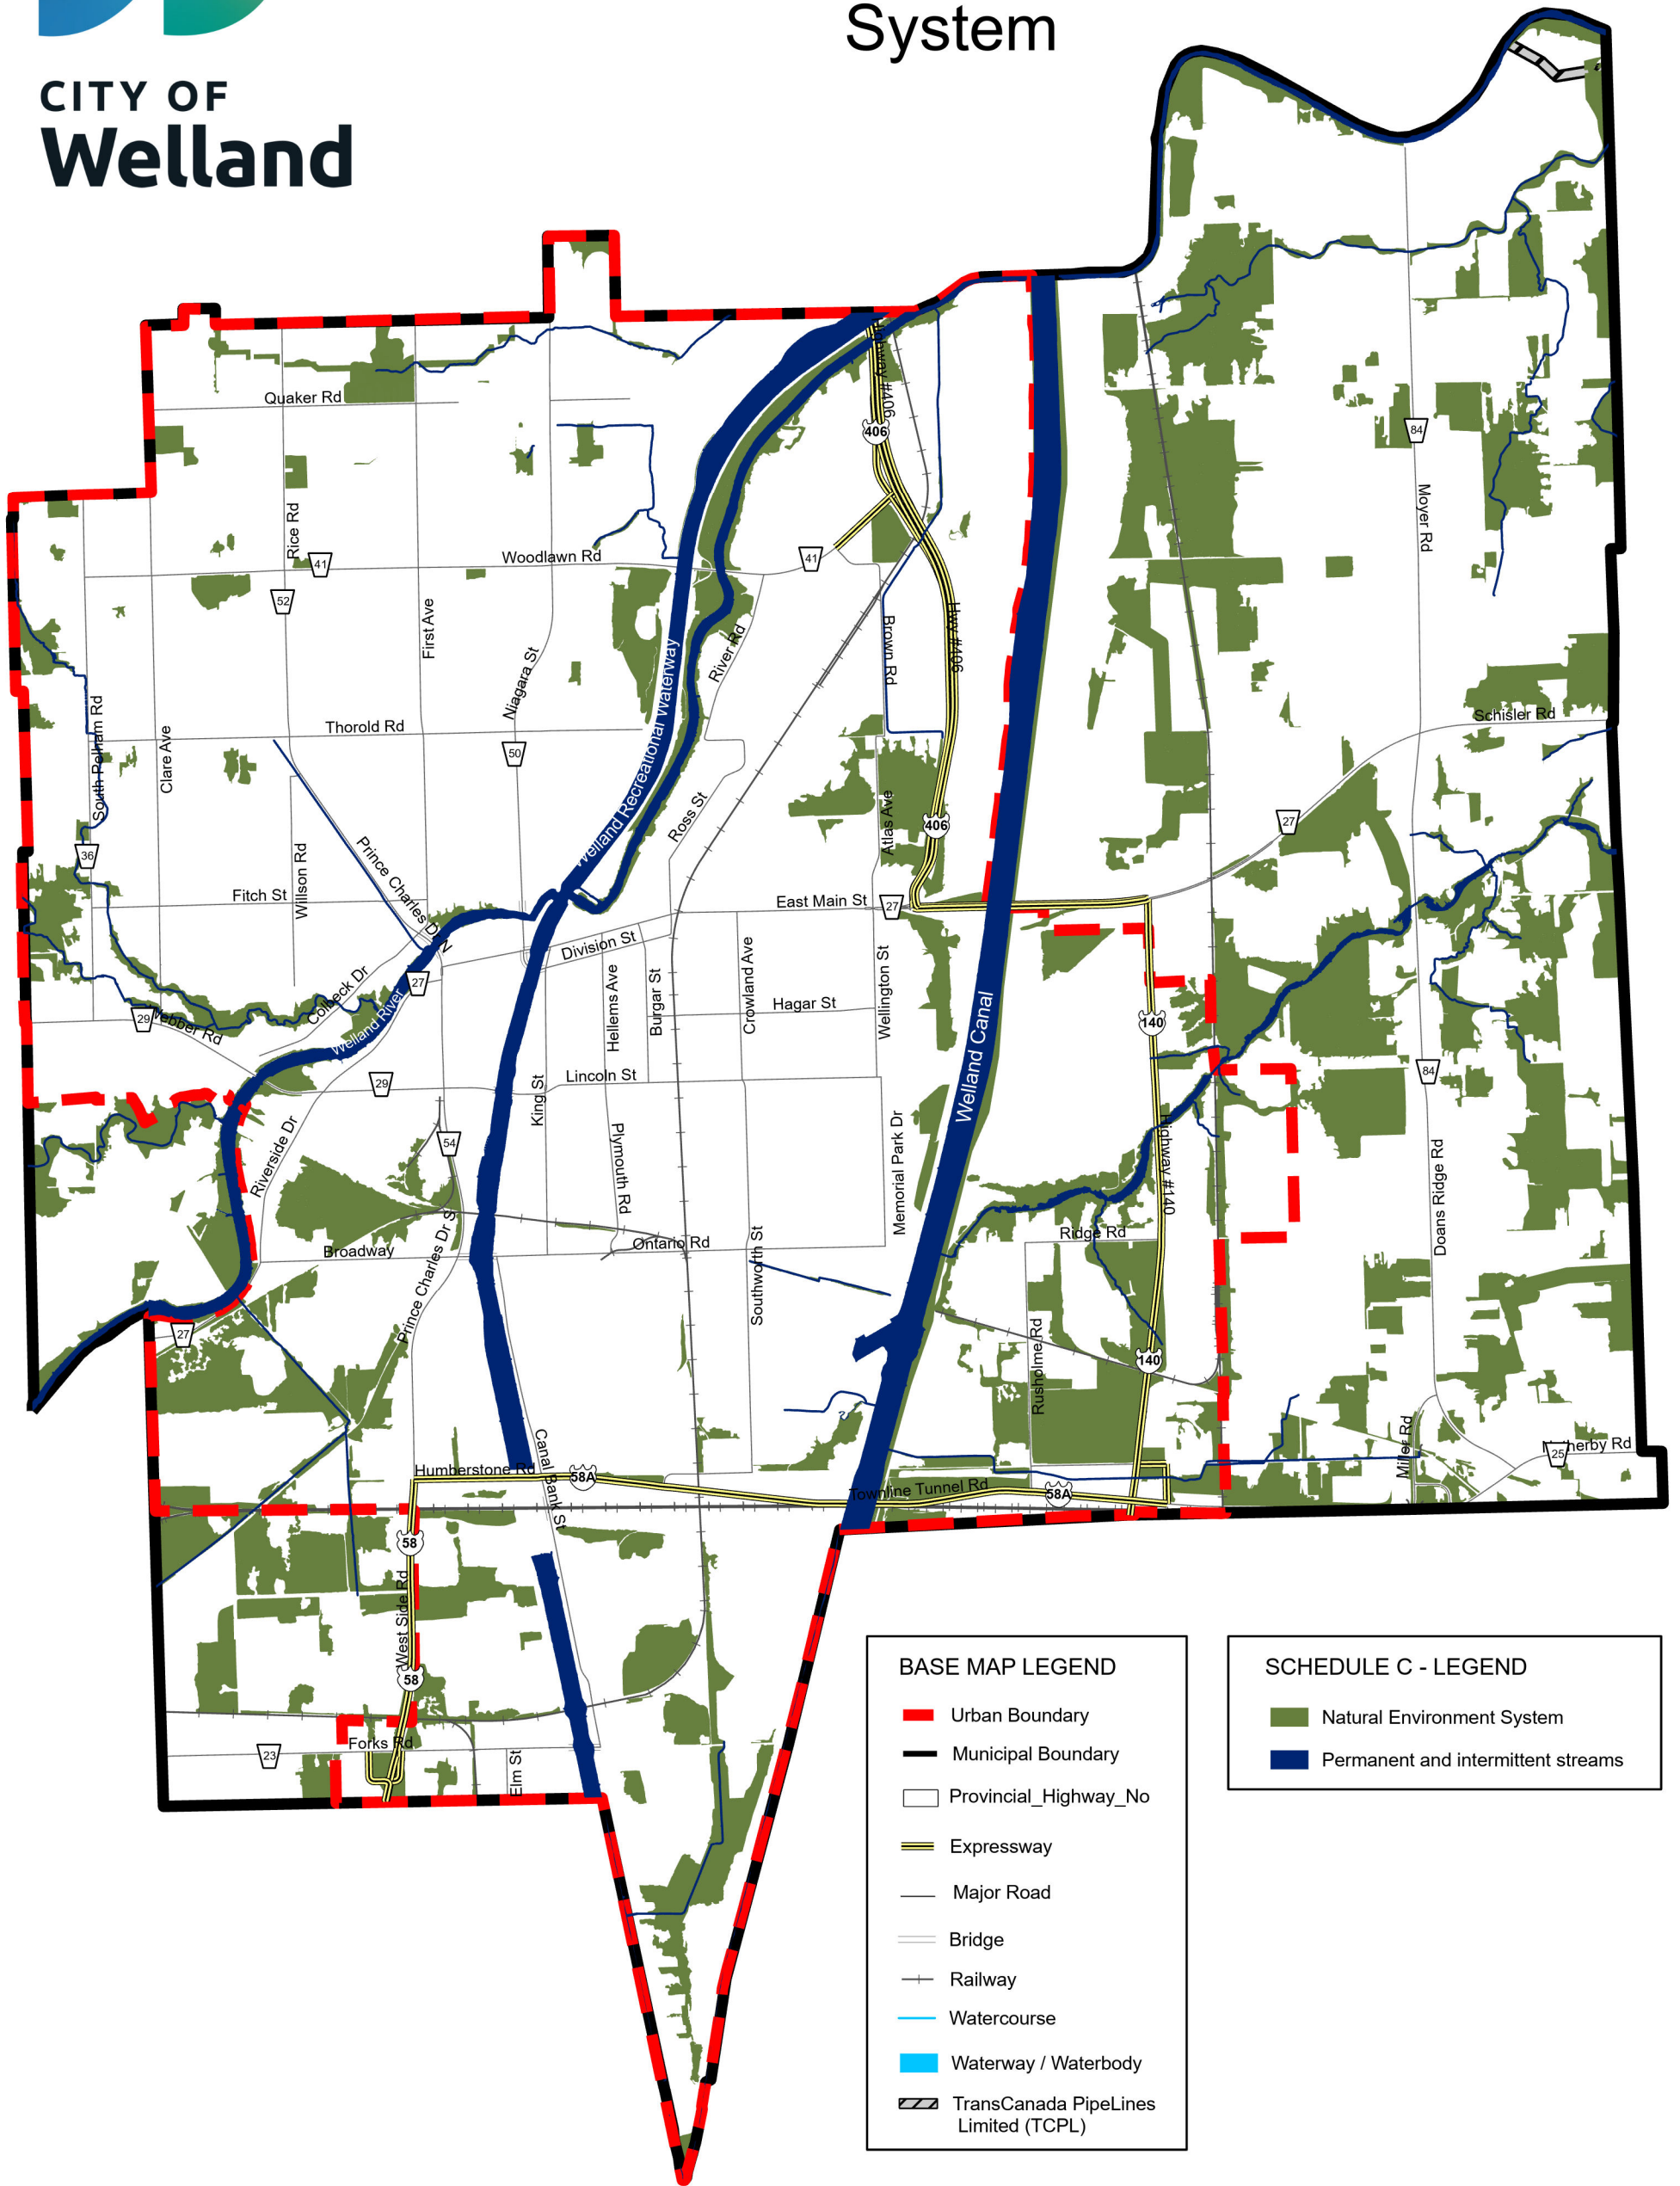 System
CITY OF
Welland
Highway #406
406
Quaker Rd
84
Moyer Rd
Rice Rd
Woodlawn Rd
41
41
52
First Ave
Niagara St
River Rd
Brown Rd
Hwy #406
Welland Recreational Waterway
South Pelham Rd
Clare Ave
Thorold Rd
50
Schisler Rd
Ross St
Atlas Ave
406
27
36
Prince Charles Dr N
Willson Rd
Fitch St
East Main St
27
Division St
Colbeck Dr
27
Hellems Ave
Burgar St
Crowland Ave
Wellington St
Hagar St
29
Webber Rd
Welland River
Welland Canal
140
29
Lincoln St
King St
84
Riverside Dr
54
Plymouth Rd
Memorial Park Dr
Highway #140
Doans Ridge Rd
Prince Charles Dr S
Broadway
Ontario Rd
Southworth St
Ridge Rd
27
Prince Charles Dr S
Rusholme Rd
140
Canal Bank St
Humberstone Rd
58A
Townline Tunnel Rd
58A
Miller Rd
Netherby Rd
25
58
West Side Rd
58
Forks Rd
23
Elm St
BASE MAP LEGEND
Urban Boundary
Municipal Boundary
Provincial_Highway_No
Expressway
Major Road
Bridge
Railway
Watercourse
Waterway / Waterbody
TransCanada PipeLines
Limited (TCPL)
SCHEDULE C - LEGEND
Natural Environment System
Permanent and intermittent streams